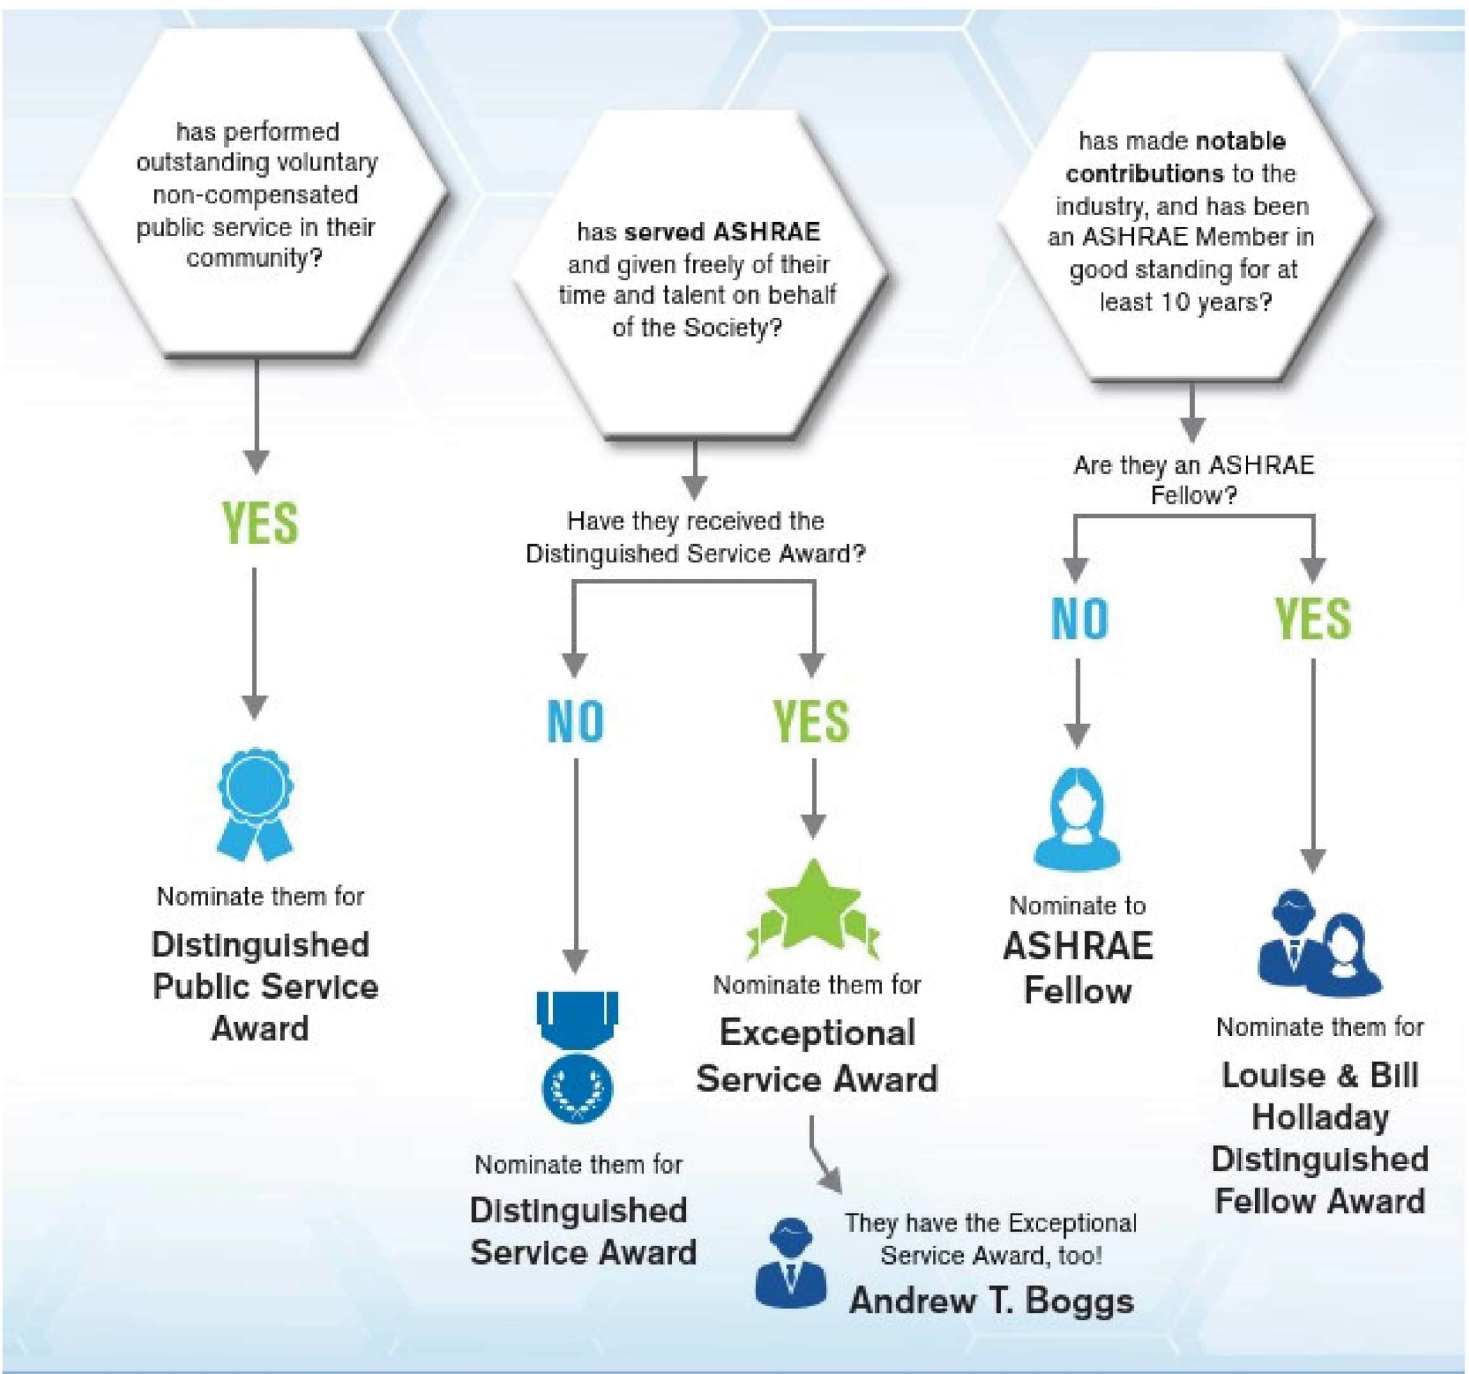 has performed
outstanding voluntary
non-compensated
public service in their
community?
YES
Nominate them for
Distinguished
Public Service
Award
has served ASHRAE
and given freely of their
time and talent on behalf
of the Society?
Have they received the
Distinguished Service Award?
NO
YES
Nominate them for
Distinguished
Service Award
Nominate them for
Exceptional
Service Award
They have the Exceptional
Service Award, too!
Andrew T. Boggs
has made notable
contributions to the
industry, and has been
an ASHRAE Member in
good standing for at
least 10 years?
Are they an ASHRAE
Fellow?
NO
YES
Nominate to
ASHRAE
Fellow
Nominate them for
Louise & Bill
Holladay
Distinguished
Fellow Award